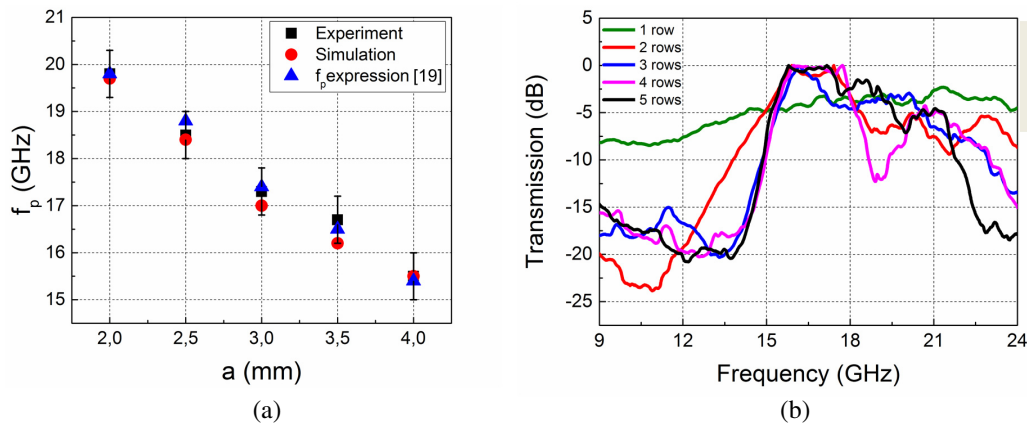 21
20
19
18
17
16
15
f_p (GHz)
2,0 2,5 3,0 3,5 4,0
a (mm)
Experiment
Simulation
f_p expression [19]
(a)
0
-5
-10
-15
-20
-25
Transmission (dB)
9 12 15 18 21 24
Frequency (GHz)
1 row
2 rows
3 rows
4 rows
5 rows
(b)